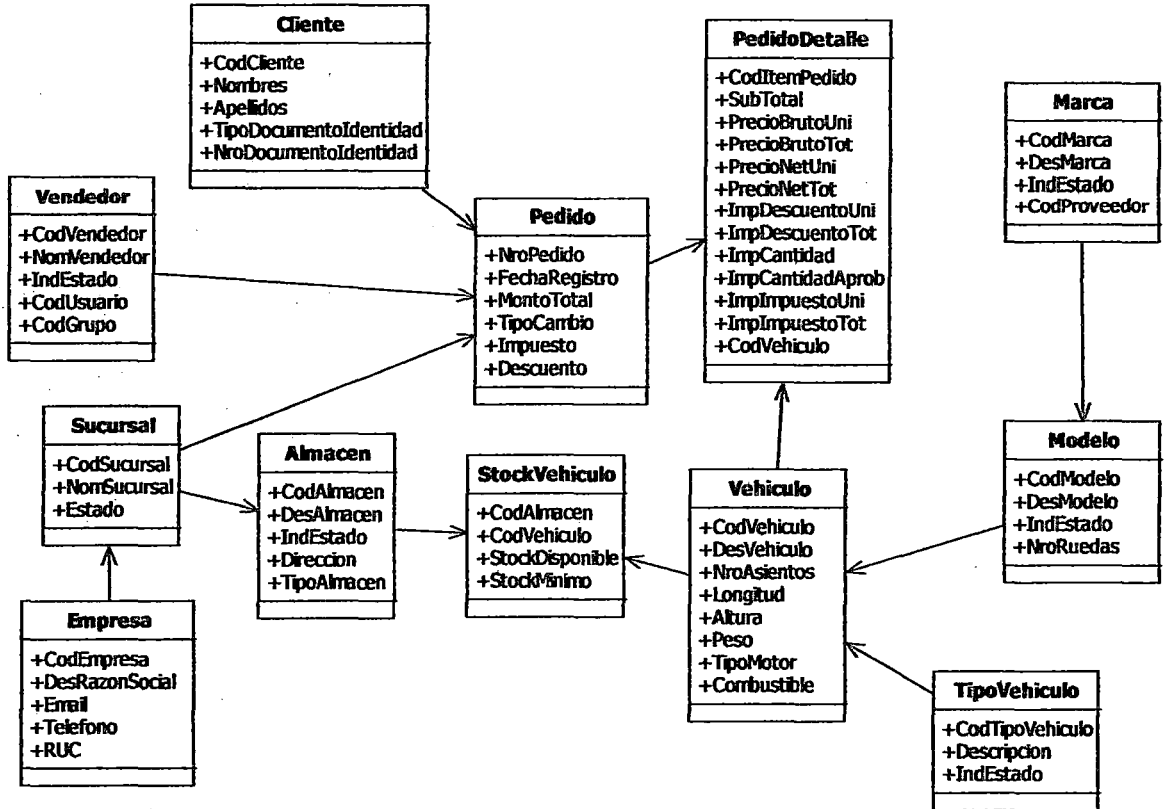 Cliente
+CodCliente
+Nombres
+Apellidos
+TipoDocumentoIdentidad
+NroDocumentoIdentidad
PedidoDetalle
+CodItemPedido
+SubTotal
+PrecioBrutoUni
+PrecioBrutoTot
+PrecioNetUni
+PrecioNetTot
+ImpDescuentoUni
+ImpDescuentoTot
+ImpCantidad
+ImpCantidadAprob
+ImpImpuestoUni
+ImpImpuestoTot
+CodVehiculo
Marca
+CodMarca
+DesMarca
+IndEstado
+CodProveedor
Vendedor
+CodVendedor
+NomVendedor
+IndEstado
+CodUsuario
+CodGrupo
Pedido
+NroPedido
+FechaRegistro
+MontoTotal
+TipoCambio
+Impuesto
+Descuento
Sucursal
+CodSucursal
+NomSucursal
+Estado
Almacen
+CodAlmacen
+DesAlmacen
+IndEstado
+Direccion
+TipoAlmacen
StockVehiculo
+CodAlmacen
+CodVehiculo
+StockDisponible
+StockMinimo
Vehiculo
+CodVehiculo
+DesVehiculo
+NroAsientos
+Longitud
+Altura
+Peso
+TipoMotor
+Combustible
Modelo
+CodModelo
+DesModelo
+IndEstado
+NroRuedas
Empresa
+CodEmpresa
+DesRazonSocial
+Email
+Telefono
+RUC
TipoVehiculo
+CodTipoVehiculo
+Descripcion
+IndEstado